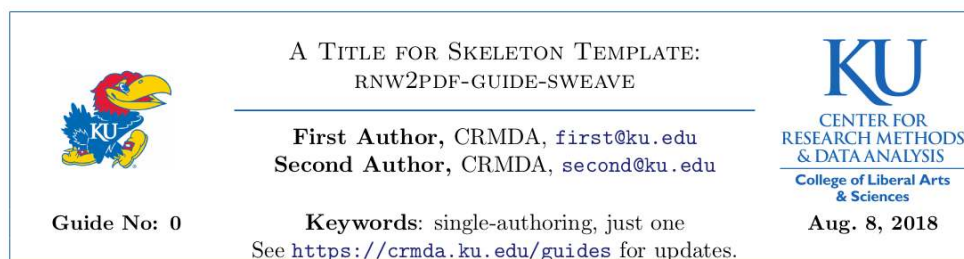 A Title for Skeleton Template:
rnw2pdf-guide-sweave
First Author, CRMDA, first@ku.edu
Second Author, CRMDA, second@ku.edu
KU
Guide No: 0
Keywords: single-authoring, just one
See https://crmda.ku.edu/guides for updates.
KU
CENTER FOR
RESEARCH METHODS
& DATA ANALYSIS
College of Liberal Arts
& Sciences
Aug. 8, 2018